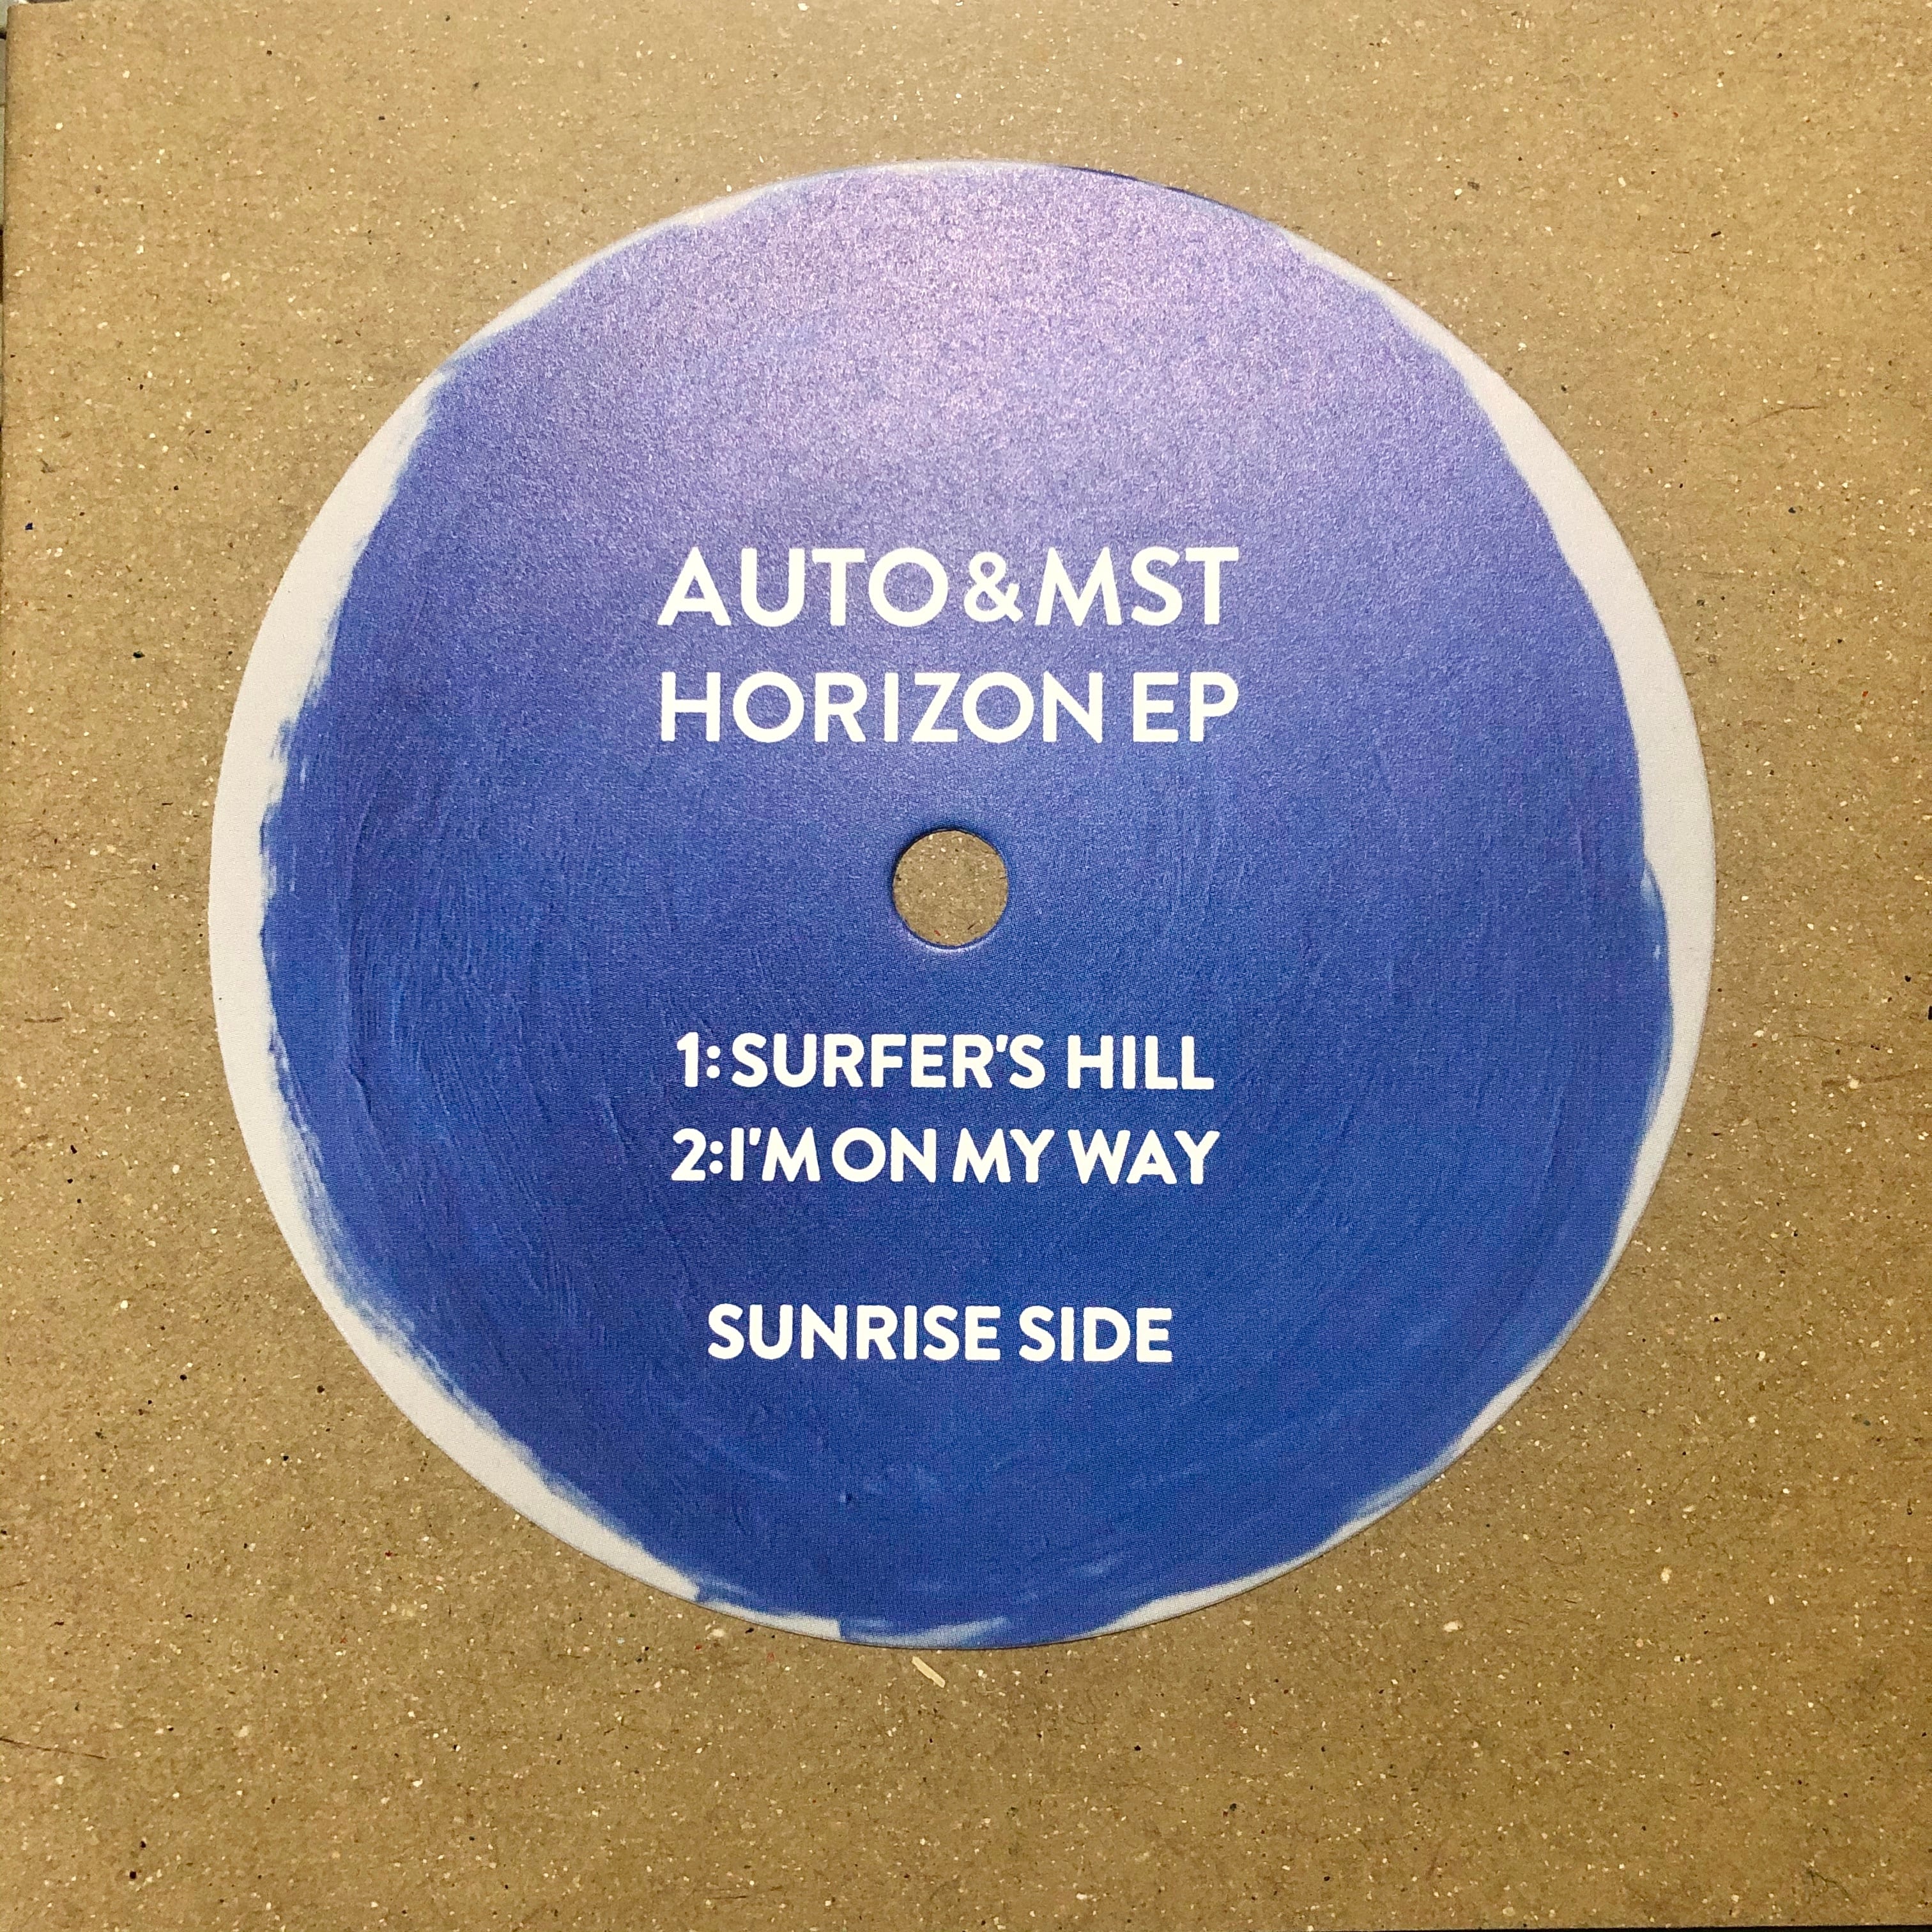 AUTO & MST
HORIZON EP
1: SURFER'S HILL
2: I'M ON MY WAY
SUNRISE SIDE